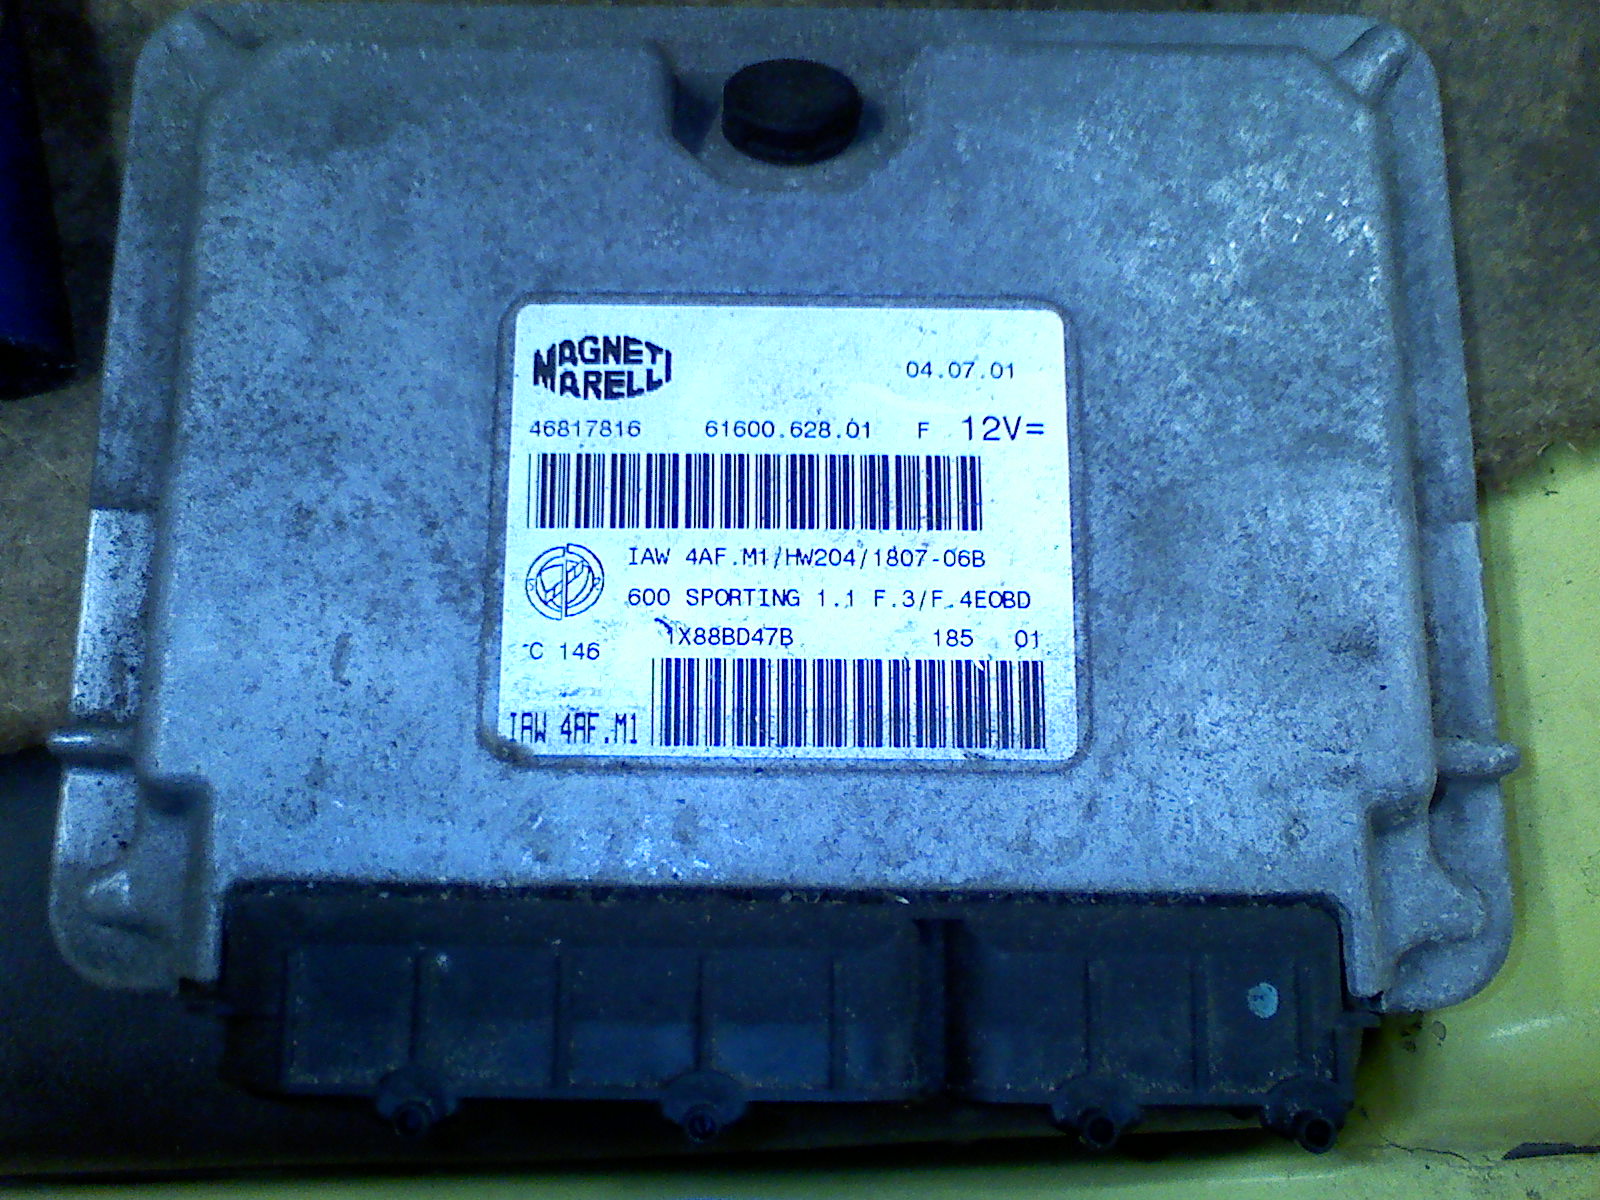 MAGNETI
MARELLI
04.07.01
46817816 61600.628.01 F 12V=
IAW 4AF.M1/HW204/1807-06B
600 SPORTING 1.1 F.3/F.4EOBD
1X88BD47B 185 01
C 146
IAW 4AF.M1